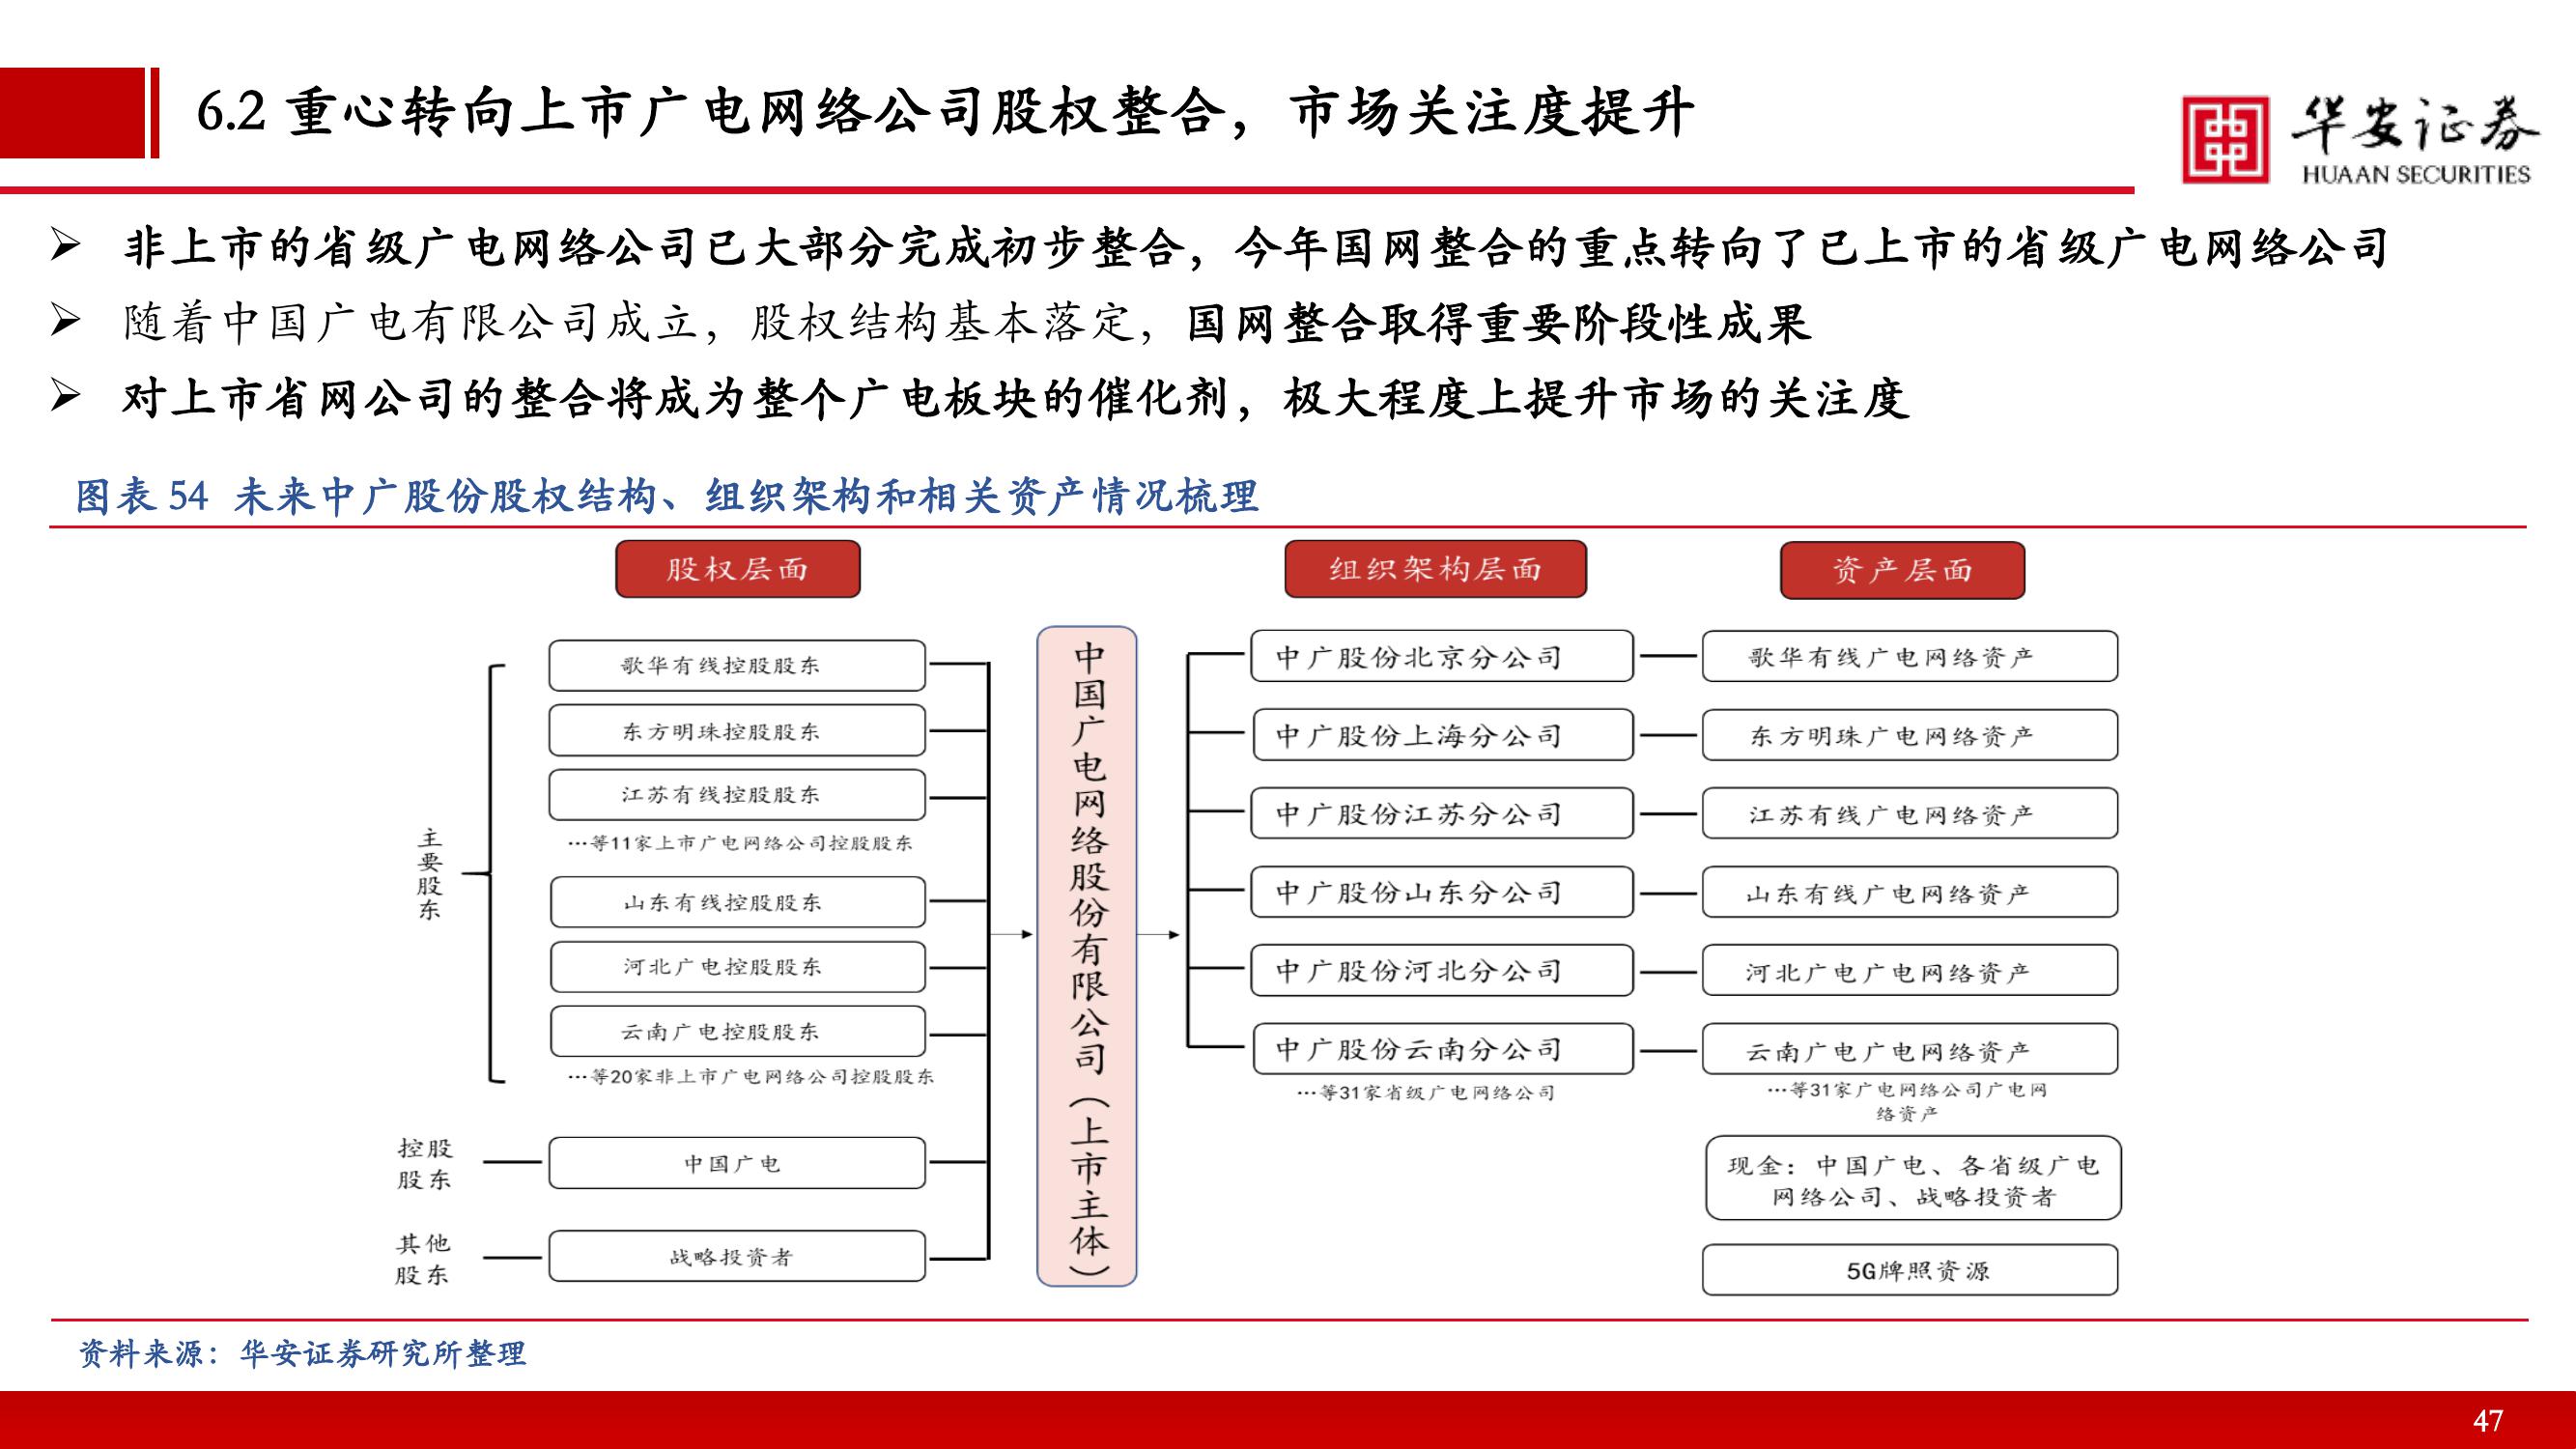 6.2 重心转向上市广电网络公司股权整合，市场关注度提升
华安证券
HUAAN SECURITIES
非上市的省级广电网络公司已大部分完成初步整合，今年国网整合的重点转向了已上市的省级广电网络公司
随着中国广电有限公司成立，股权结构基本落定，国网整合取得重要阶段性成果
对上市省网公司的整合将成为整个广电板块的催化剂，极大程度上提升市场的关注度
图表 54 未来中广股份股权结构、组织架构和相关资产情况梳理
股权层面
主要股东
歌华有线控股股东
东方明珠控股股东
江苏有线控股股东
…等11家上市广电网络公司控股股东
山东有线控股股东
河北广电控股股东
云南广电控股股东
…等20家非上市广电网络公司控股股东
控股
股东
中国广电
其他
股东
战略投资者
中国广电网络股份有限公司（上市主体）
组织架构层面
中广股份北京分公司
中广股份上海分公司
中广股份江苏分公司
中广股份山东分公司
中广股份河北分公司
中广股份云南分公司
…等31家省级广电网络公司
资产层面
歌华有线广电网络资产
东方明珠广电网络资产
江苏有线广电网络资产
山东有线广电网络资产
河北广电广电网络资产
云南广电广电网络资产
…等31家广电网络公司广电网
络资产
现金：中国广电、各省级广电
网络公司、战略投资者
5G牌照资源
资料来源：华安证券研究所整理
47